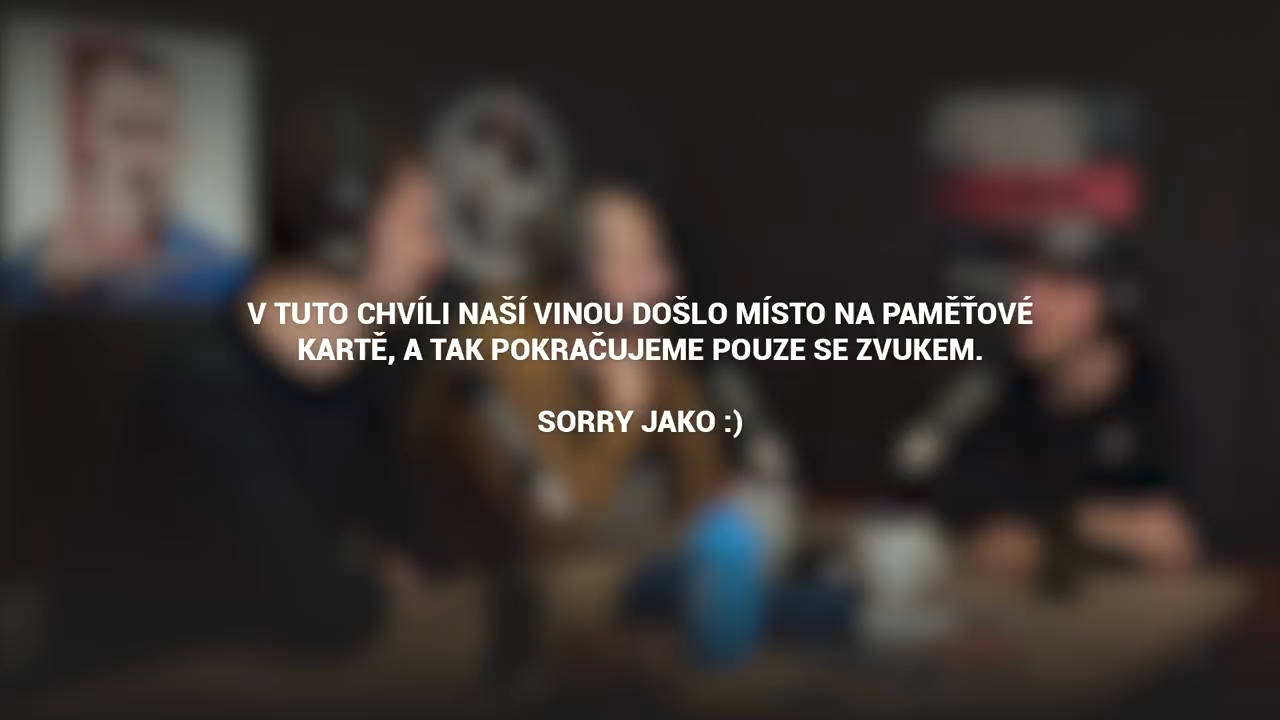 V TUTO CHVÍLI NAŠÍ VINOU DOŠLO MÍSTO NA PAMĚŤOVÉ
KARTĚ, A TAK POKRAČUJEME POUZE SE ZVUKEM.
SORRY JAKO :)